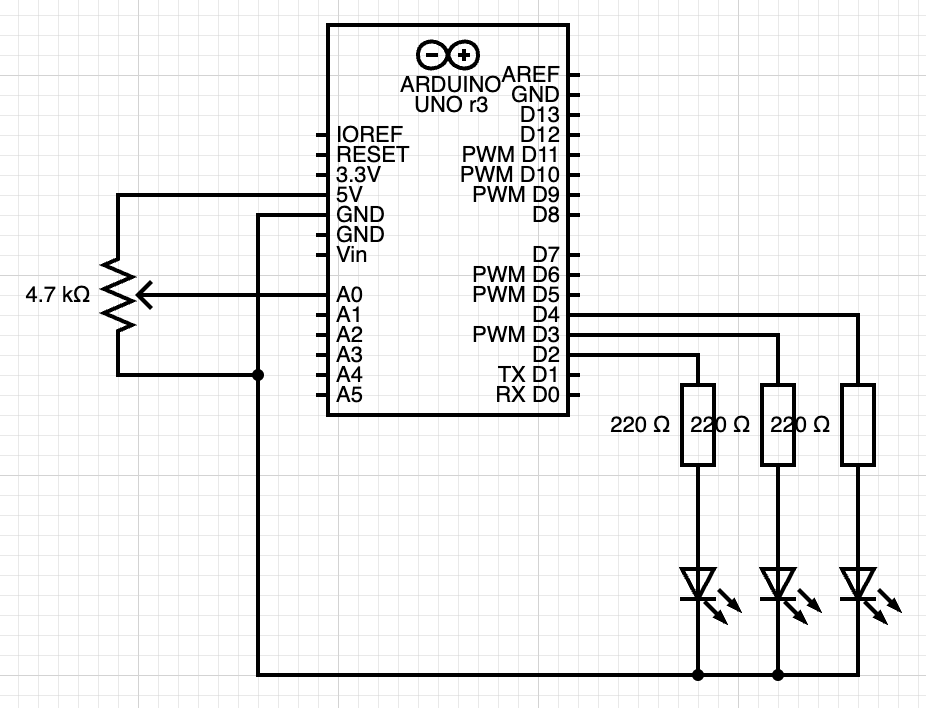 ARDUINO
UNO r3
AREF
GND
D13
D12
PWM D11
PWM D10
PWM D9
D8
D7
PWM D6
PWM D5
D4
PWM D3
D2
TX D1
RX D0
IOREF
RESET
3.3V
5V
GND
GND
Vin
A0
A1
A2
A3
A4
A5
4.7 kΩ
220 Ω
220 Ω
220 Ω